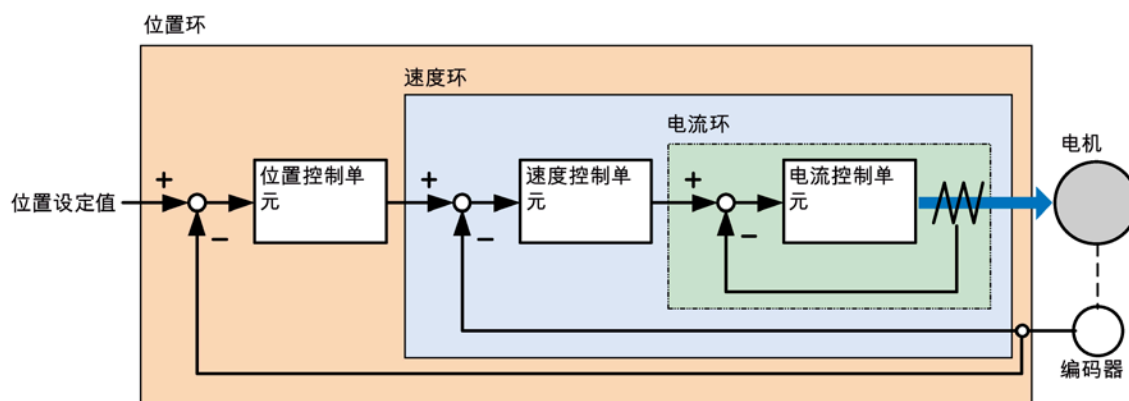 位置环
速度环
电流环
电机
位置设定值
+
位置控制单
元
+
速度控制单
元
+
电流控制单
元
−
−
−
编码器